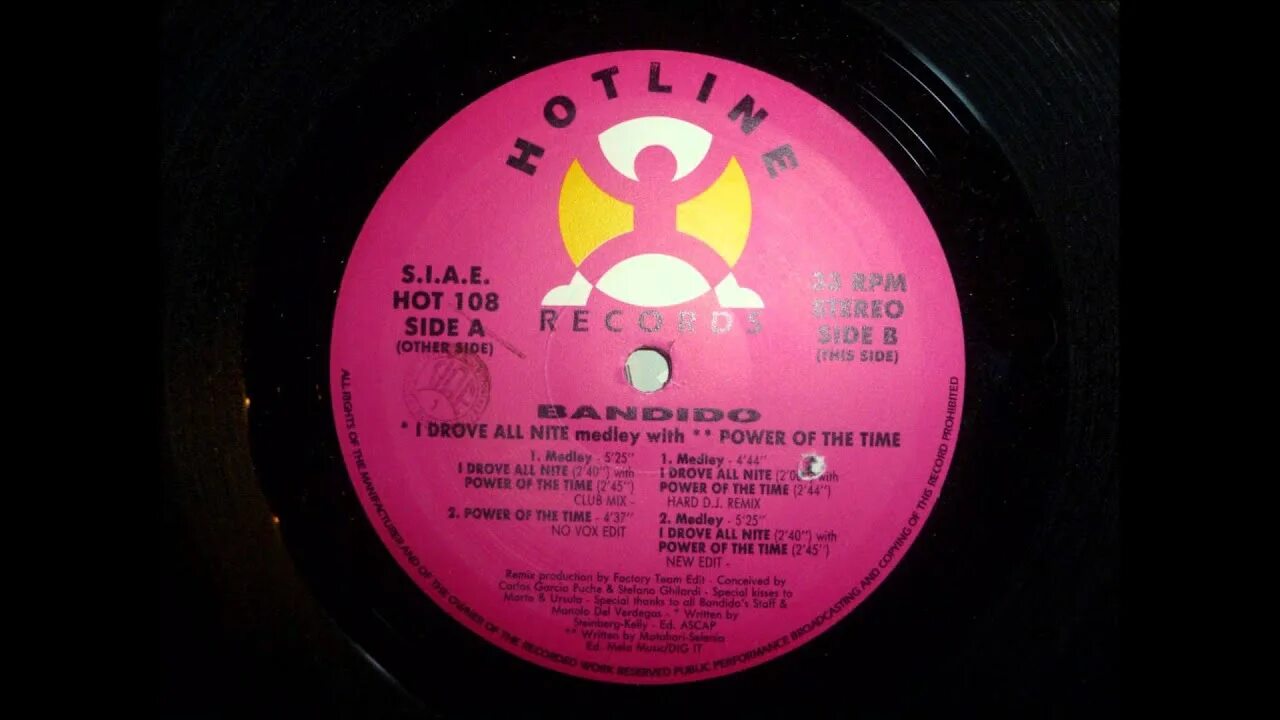 HOTLINE
RECORDS
S.I.A.E.
HOT 108
SIDE A
(OTHER SIDE)
33 RPM
STEREO
SIDE B
(THIS SIDE)
BANDIDO
* I DROVE ALL NITE medley with ** POWER OF THE TIME
1. Medley - 5'25"
I DROVE ALL NITE (2'40") with
POWER OF THE TIME (2'45")
CLUB MIX -
2. POWER OF THE TIME - 4'37"
NO VOX EDIT
1. Medley - 4'44"
I DROVE ALL NITE (2'0 with
POWER OF THE TIME (2'44")
HARD D.J. REMIX
2. Medley - 5'25"
I DROVE ALL NITE (2'40") with
POWER OF THE TIME (2'45")
NEW EDIT -
Remix production by Factory Team Edit - Conceived by
Carlos Garcia Puche & Stefano Ghilardi - Special kisses to
Marta & Ursula - Special thanks to all Bandido's Staff &
Manolo Del Verdegas - * Written by
Steinberg-Kelly - Ed. ASCAP
** Written by Matahari-Selenia
Ed. Mela Music/DIG IT
ALL RIGHTS OF THE MANUFACTURER AND OF THE OWNER OF THE RECORDED WORK RESERVED PUBLIC PERFORMANCE BROADCASTING AND COPYING OF THIS RECORD PROHIBITED